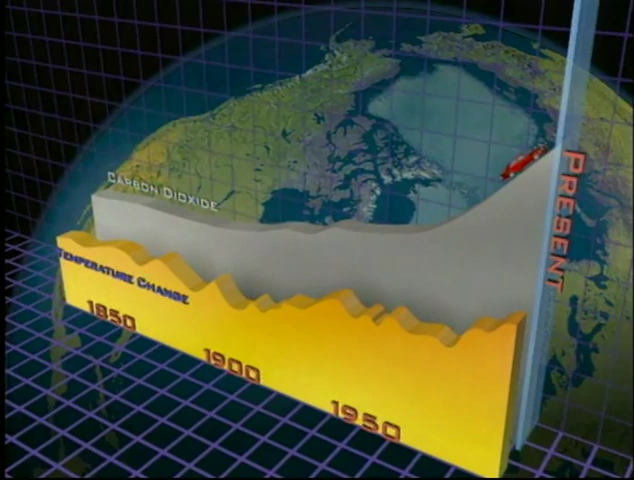 CARBON DIOXIDE
TEMPERATURE CHANGE
1850
1900
1950
PRESENT